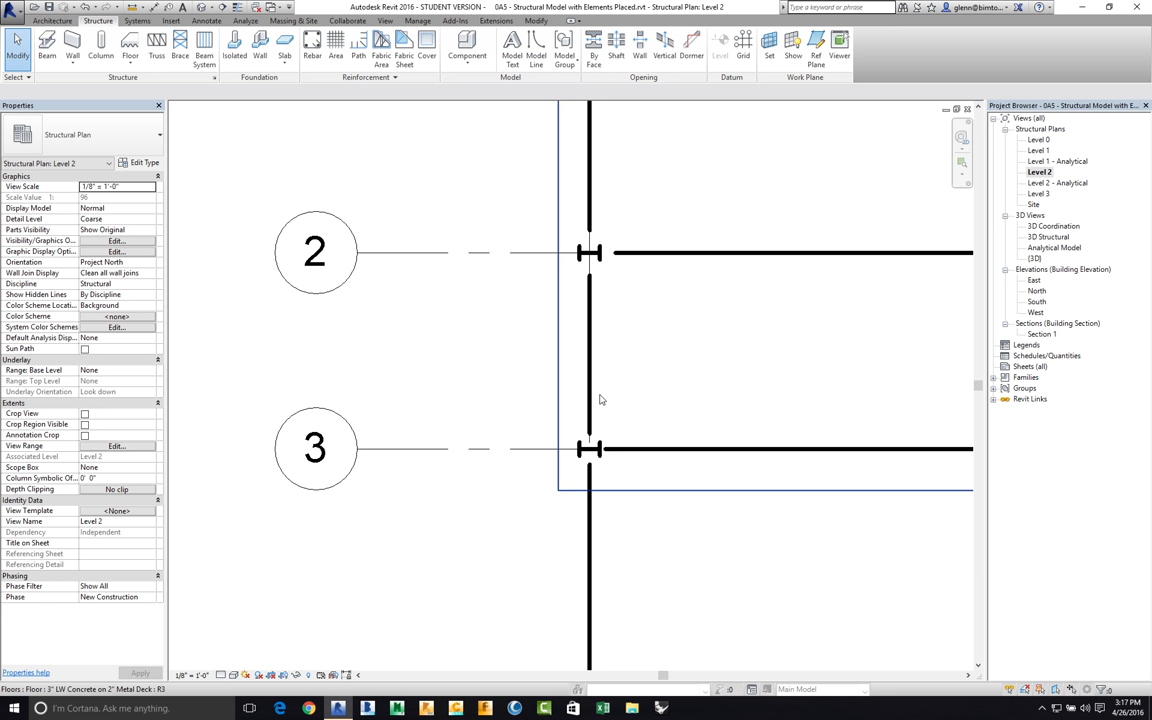 Autodesk Revit 2016 - STUDENT VERSION - 0A5 - Structural Model with Elements Placed.rvt - Structural Plan: Level 2
Type a keyword or phrase
glenn@bimto...
Architecture Structure Systems Insert Annotate Analyze Massing & Site Collaborate View Manage Add-Ins Extensions Modify
Modify Beam Wall Column Floor Truss Brace Beam System Isolated Wall Slab Rebar Area Path Fabric Area Fabric Sheet Cover Component Model Text Model Line Model Group By Face Shaft Wall Vertical Dormer Level Grid Set Show Ref Plane Viewer
Select Structure Foundation Reinforcement Model Opening Datum Work Plane
Properties
Structural Plan
Structural Plan: Level 2 Edit Type
Graphics
View Scale 1/8" = 1'-0"
Scale Value 1: 96
Display Model Normal
Detail Level Coarse
Parts Visibility Show Original
Visibility/Graphics O... Edit...
Graphic Display Opti... Edit...
Orientation Project North
Wall Join Display Clean all wall joins
Discipline Structural
Show Hidden Lines By Discipline
Color Scheme Locati... Background
Color Scheme <none>
System Color Schemes Edit...
Default Analysis Disp... None
Sun Path
Underlay
Range: Base Level None
Range: Top Level None
Underlay Orientation Look down
Extents
Crop View
Crop Region Visible
Annotation Crop
View Range Edit...
Associated Level Level 2
Scope Box None
Column Symbolic Of... 0' 0"
Depth Clipping No clip
Identity Data
View Template <None>
View Name Level 2
Dependency Independent
Title on Sheet
Referencing Sheet
Referencing Detail
Phasing
Phase Filter Show All
Phase New Construction
Properties help Apply
2
3
1/8" = 1'-0"
Project Browser - 0A5 - Structural Model with E...
Views (all)
Structural Plans
Level 0
Level 1
Level 1 - Analytical
Level 2
Level 2 - Analytical
Level 3
Site
3D Views
3D Coordination
3D Structural
Analytical Model
{3D}
Elevations (Building Elevation)
East
North
South
West
Sections (Building Section)
Section 1
Legends
Schedules/Quantities
Sheets (all)
Families
Groups
Revit Links
Floors : Floor : 3" LW Concrete on 2" Metal Deck : R3
:0
Main Model
:0
I'm Cortana. Ask me anything.
3:17 PM
4/26/2016